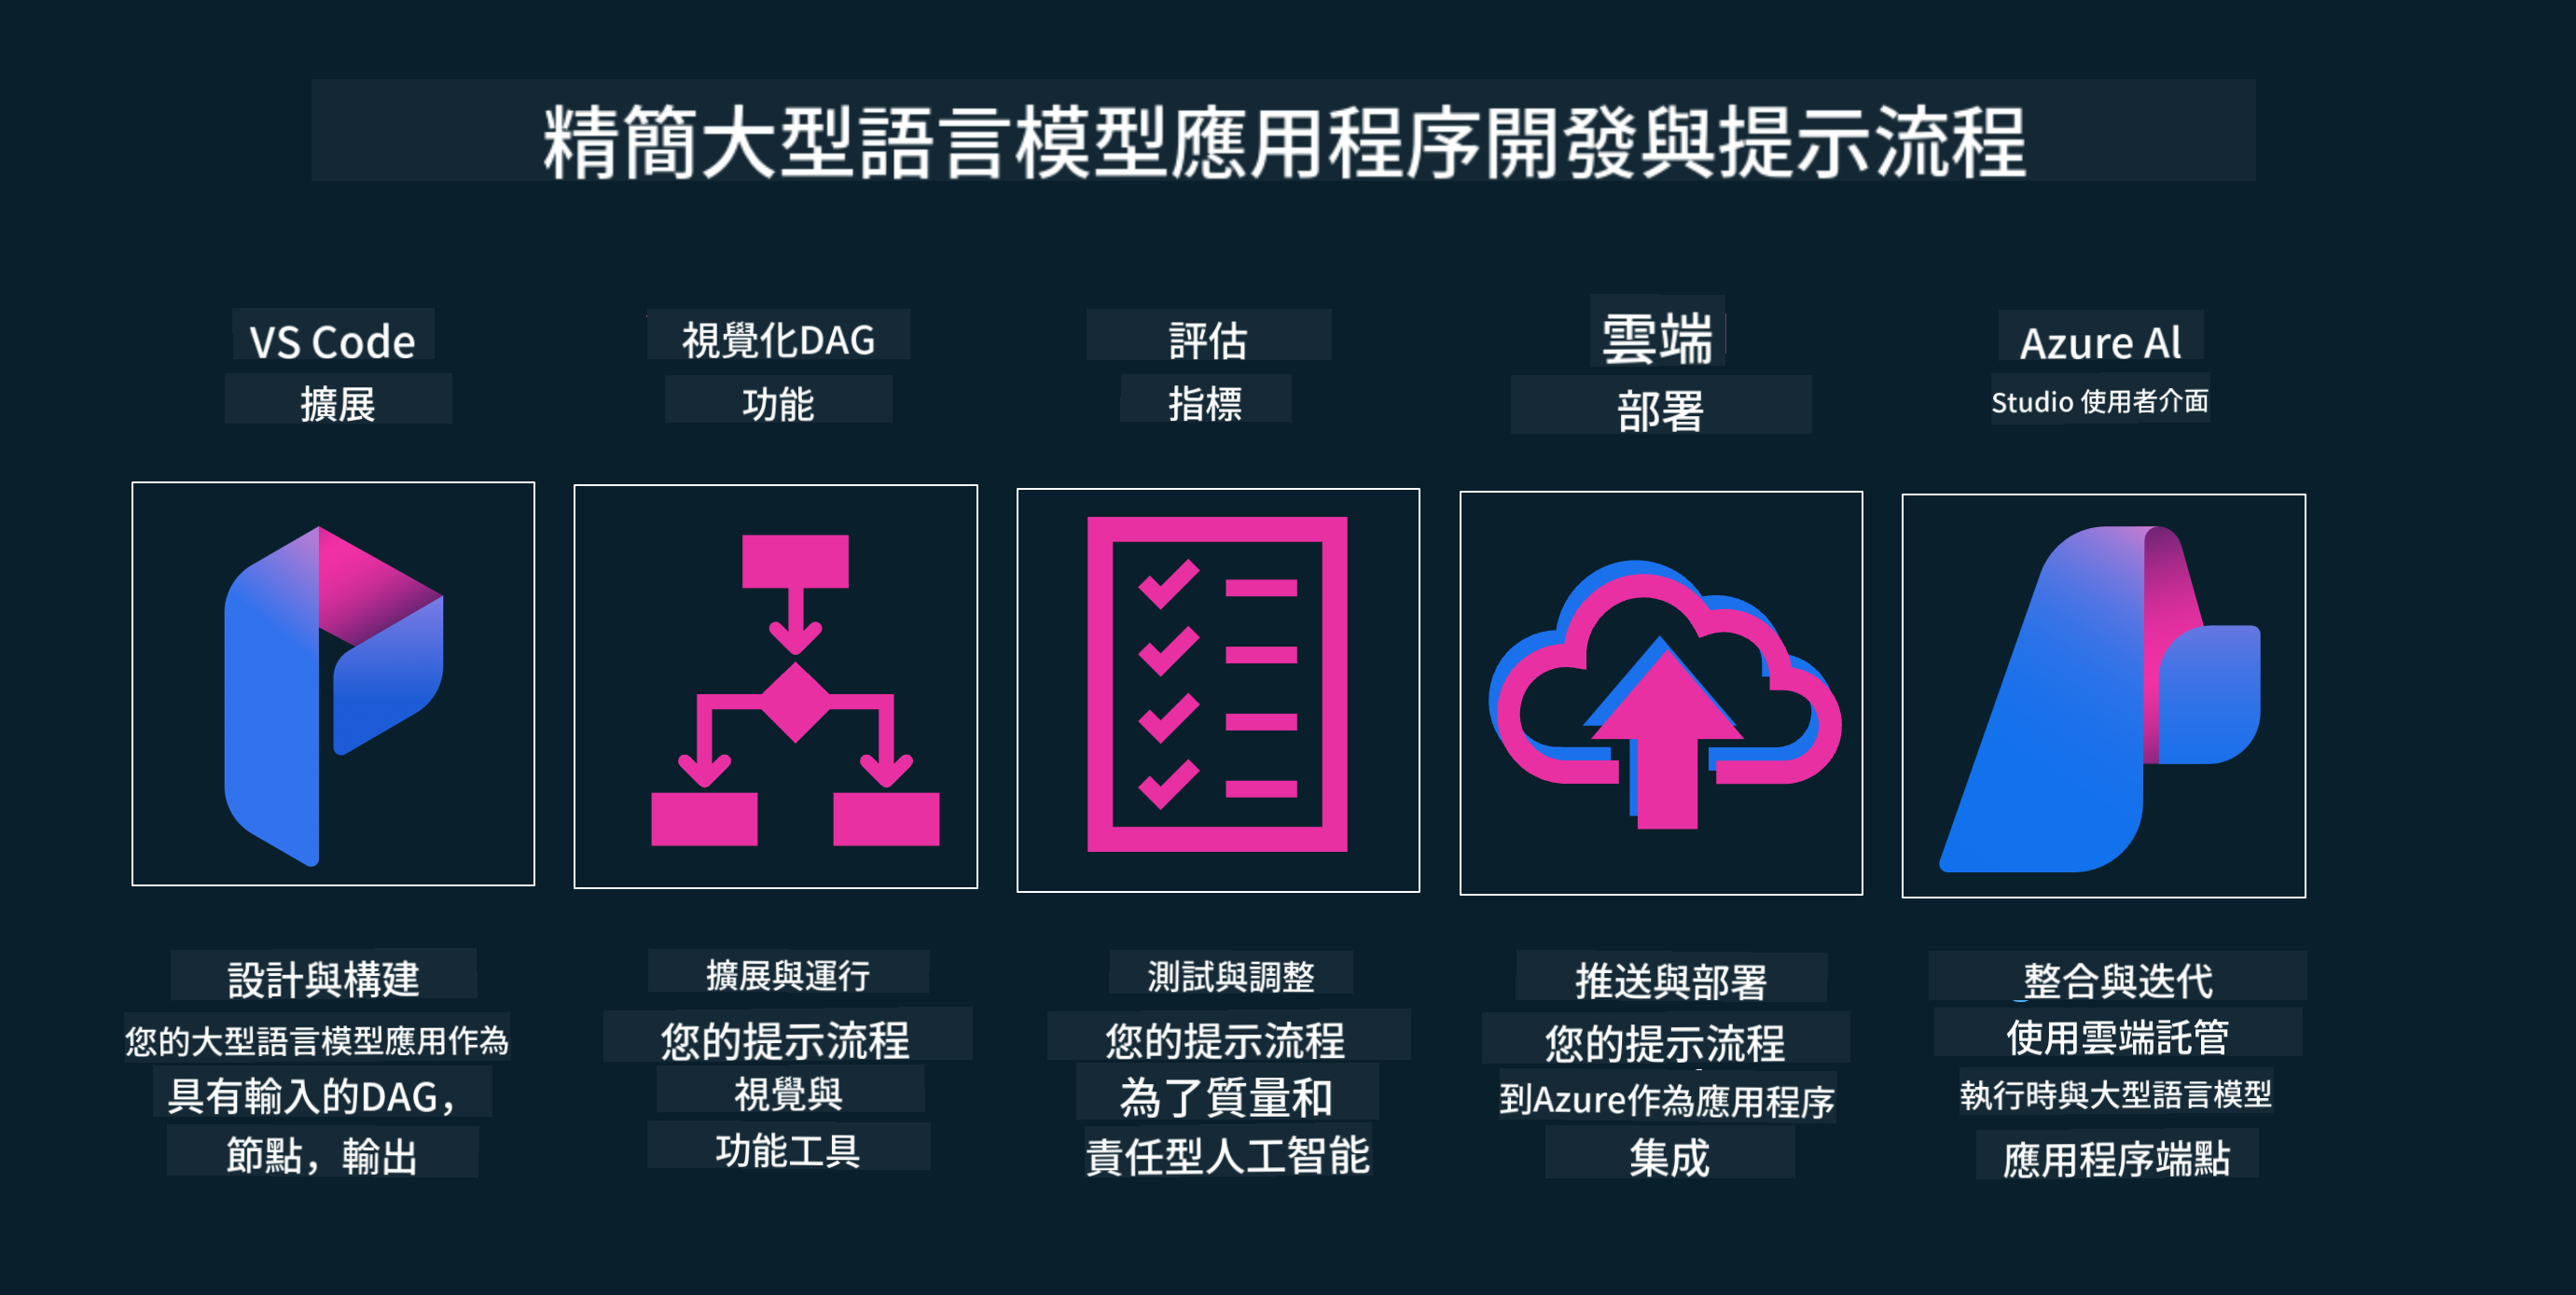 精簡大型語言模型應用程序開發與提示流程
VS Code
擴展
視覺化DAG
功能
評估
指標
雲端
部署
Azure Al
Studio 使用者介面
設計與構建
您的大型語言模型應用作為
具有輸入的DAG，
節點，輸出
擴展與運行
您的提示流程
視覺與
功能工具
測試與調整
您的提示流程
為了質量和
責任型人工智能
推送與部署
您的提示流程
到Azure作為應用程序
集成
整合與迭代
使用雲端託管
執行時與大型語言模型
應用程序端點